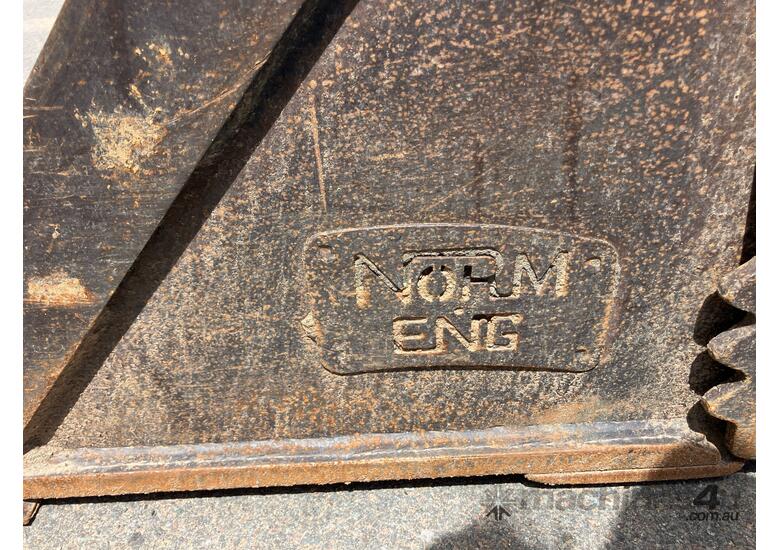 NORM
ENG
machines4u
.com.au